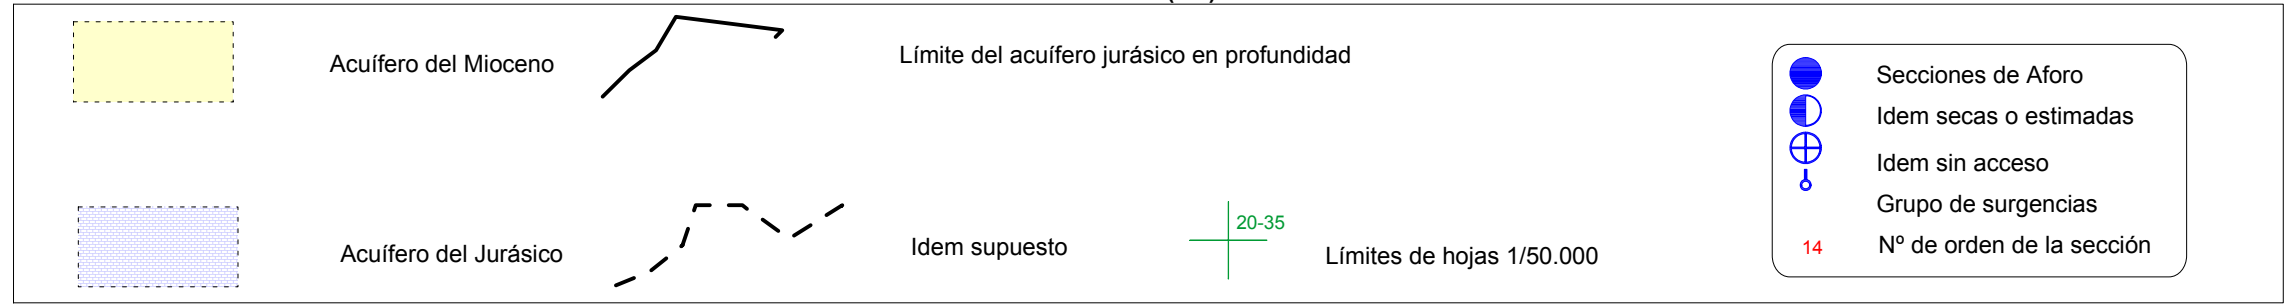 Acuífero del Mioceno
Límite del acuífero jurásico en profundidad
Acuífero del Jurásico
Idem supuesto
20-35
Límites de hojas 1/50.000
Secciones de Aforo
Idem secas o estimadas
Idem sin acceso
Grupo de surgencias
14 Nº de orden de la sección